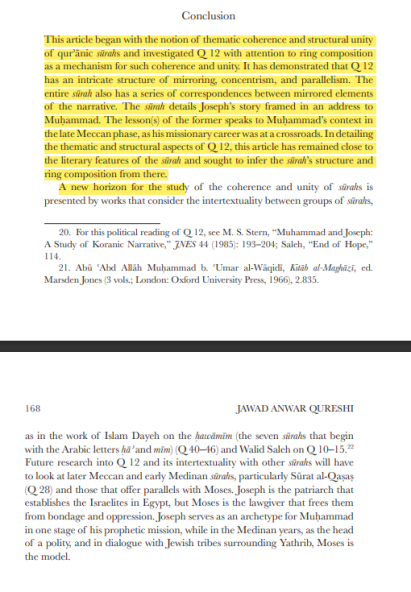 Conclusion
This article began with the notion of thematic coherence and structural unity
of qurʾānic sūrahs and investigated Q 12 with attention to ring composition
as a mechanism for such coherence and unity. It has demonstrated that Q 12
has an intricate structure of mirroring, concentrism, and parallelism. The
entire sūrah also has a series of correspondences between mirrored elements
of the narrative. The sūrah details Joseph's story framed in an address to
Muḥammad. The lesson(s) of the former speaks to Muḥammad's context in
the late Meccan phase, as his missionary career was at a crossroads. In detailing
the thematic and structural aspects of Q 12, this article has remained close to
the literary features of the sūrah and sought to infer the sūrah's structure and
ring composition from there.
A new horizon for the study of the coherence and unity of sūrahs is
presented by works that consider the intertextuality between groups of sūrahs,
20. For this political reading of Q 12, see M. S. Stern, “Muhammad and Joseph:
A Study of Koranic Narrative,” JNES 44 (1985): 193–204; Saleh, “End of Hope,”
114.
21. Abū ʿAbd Allāh Muḥammad b. ʿUmar al-Wāqidī, Kitāb al-Maghāzī, ed.
Marsden Jones (3 vols.; London: Oxford University Press, 1966), 2.835.
168 JAWAD ANWAR QURESHI
as in the work of Islam Dayeh on the ḥawāmīm (the seven sūrahs that begin
with the Arabic letters ḥāʾ and mīm) (Q 40–46) and Walid Saleh on Q 10–15.22
Future research into Q 12 and its intertextuality with other sūrahs will have
to look at later Meccan and early Medinan sūrahs, particularly Sūrat al-Qaṣaṣ
(Q 28) and those that offer parallels with Moses. Joseph is the patriarch that
establishes the Israelites in Egypt, but Moses is the lawgiver that frees them
from bondage and oppression. Joseph serves as an archetype for Muḥammad
in one stage of his prophetic mission, while in the Medinan years, as the head
of a polity, and in dialogue with Jewish tribes surrounding Yathrib, Moses is
the model.